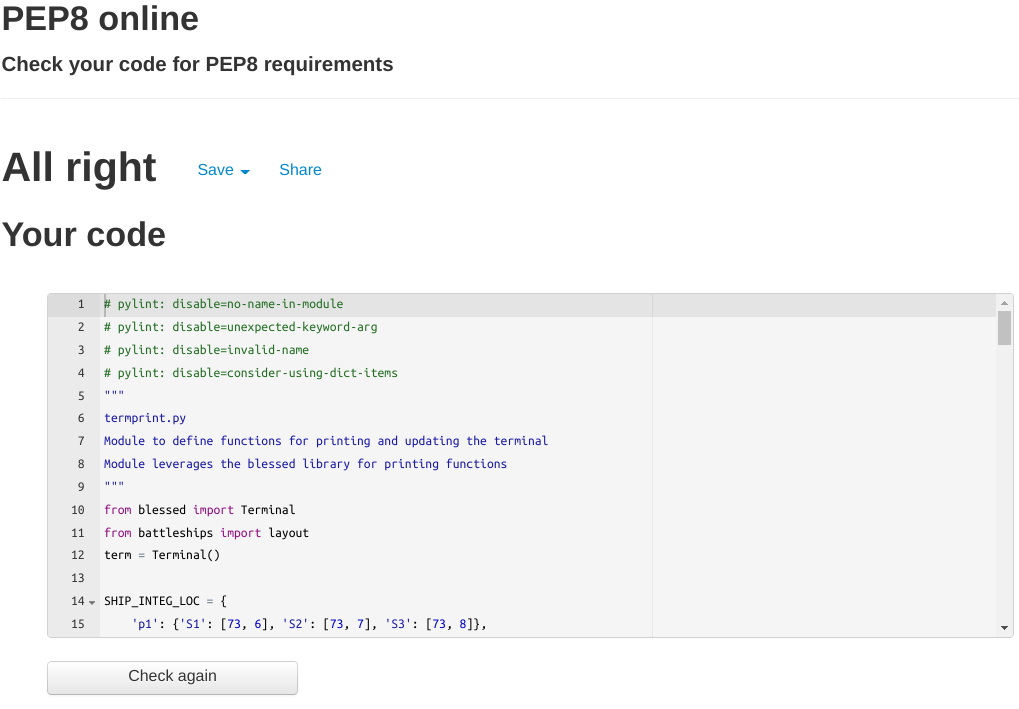 PEP8 online
Check your code for PEP8 requirements
All right Save Share
Your code
1 # pylint: disable=no-name-in-module
2 # pylint: disable=unexpected-keyword-arg
3 # pylint: disable=invalid-name
4 # pylint: disable=consider-using-dict-items
5 """
6 termprint.py
7 Module to define functions for printing and updating the terminal
8 Module leverages the blessed library for printing functions
9 """
10 from blessed import Terminal
11 from battleships import layout
12 term = Terminal()
13
14 SHIP_INTEG_LOC = {
15     'p1': {'S1': [73, 6], 'S2': [73, 7], 'S3': [73, 8]},
Check again